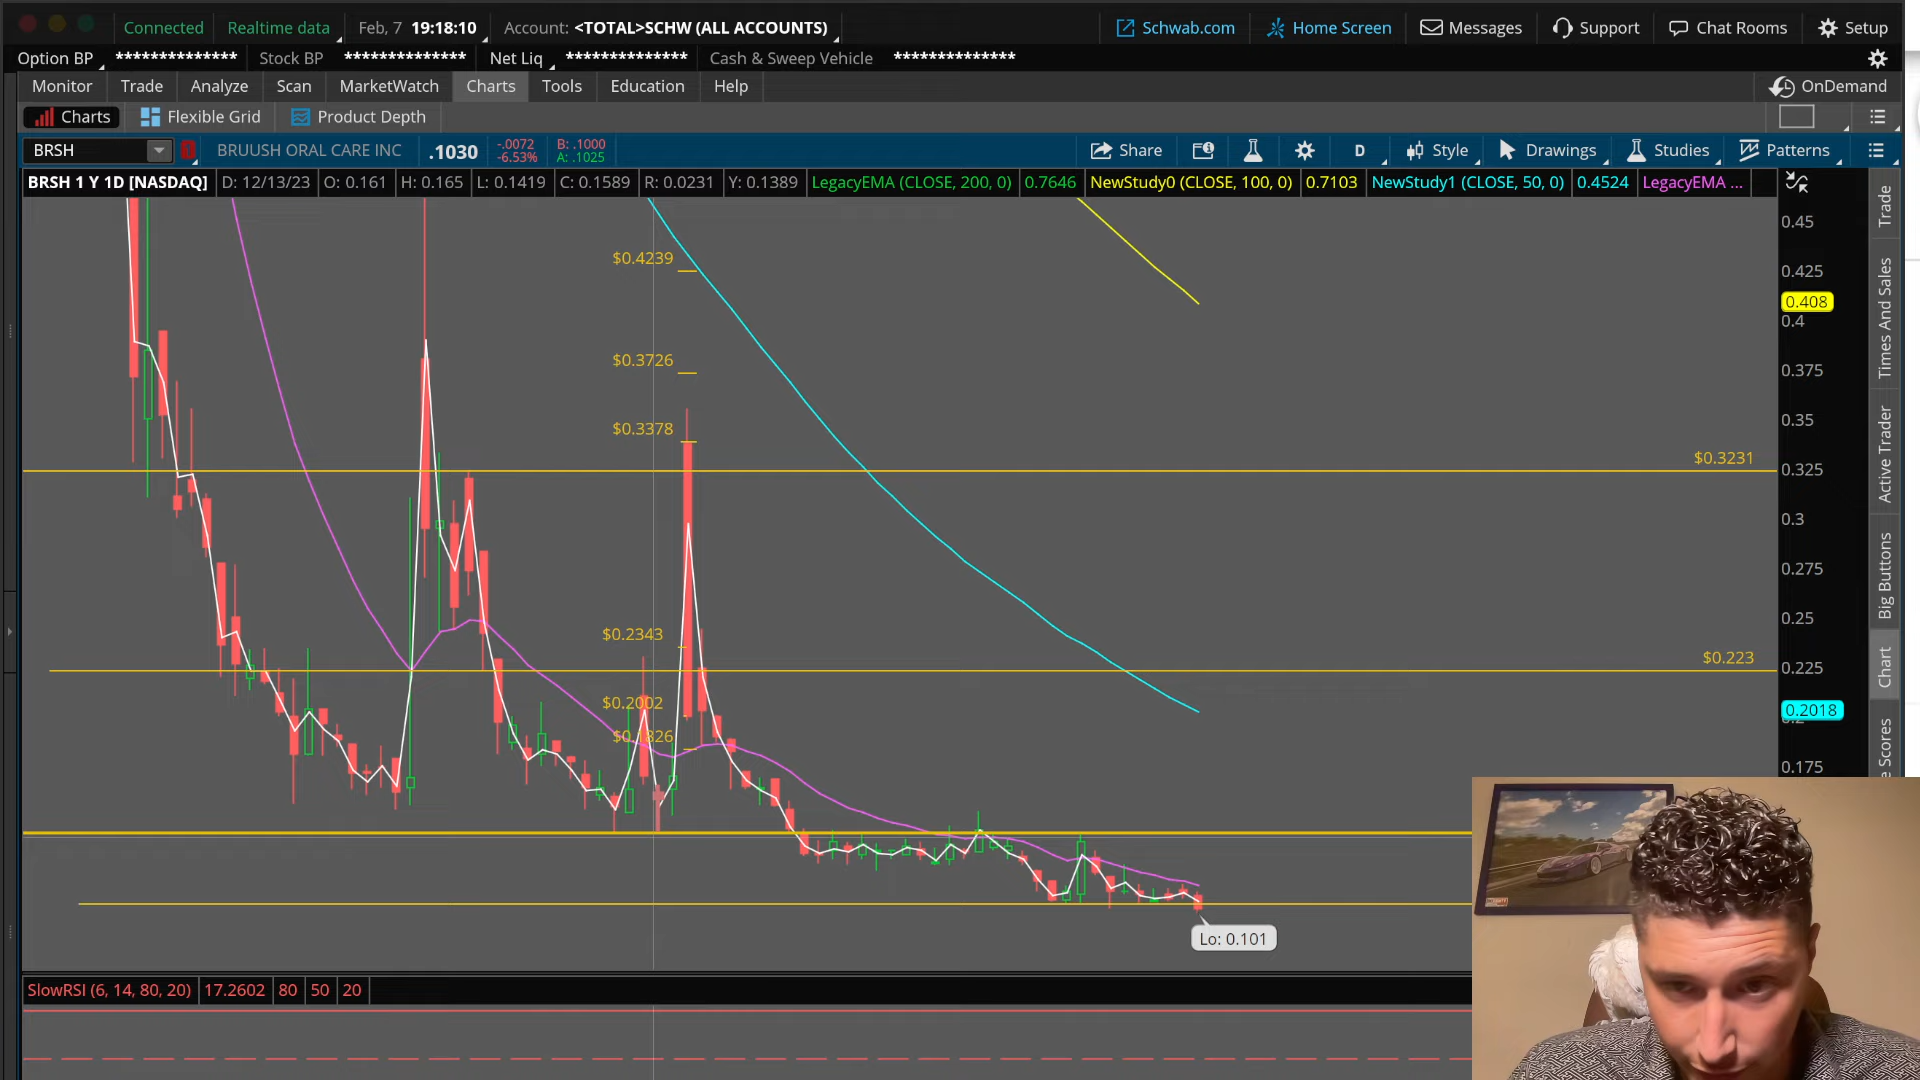 Connected Realtime data Feb, 7 19:18:10 Account: <TOTAL>SCHW (ALL ACCOUNTS) Schwab.com Home Screen Messages Support Chat Rooms Setup
Option BP ************** Stock BP ************** Net Liq ************** Cash & Sweep Vehicle **************
Monitor Trade Analyze Scan MarketWatch Charts Tools Education Help OnDemand
Charts Flexible Grid Product Depth
BRSH BRUUSH ORAL CARE INC .1030 -.0072 B: .1000 Share D Style Drawings Studies Patterns
-6.53% A: .1025
BRSH 1 Y 1D [NASDAQ] D: 12/13/23 O: 0.161 H: 0.165 L: 0.1419 C: 0.1589 R: 0.0231 Y: 0.1389 LegacyEMA (CLOSE, 200, 0) 0.7646 NewStudy0 (CLOSE, 100, 0) 0.7103 NewStudy1 (CLOSE, 50, 0) 0.4524 LegacyEMA ...
0.45
$0.4239
0.425
0.408
0.4
$0.3726
0.375
0.35
$0.3378
$0.3231
0.325
0.3
0.275
0.25
$0.2343
$0.223
0.225
$0.2002
0.2018
$0.1826
0.175
Lo: 0.101
SlowRSI (6, 14, 80, 20) 17.2602 80 50 20
Trade
Times And Sales
Active Trader
Big Buttons
Chart
Scores